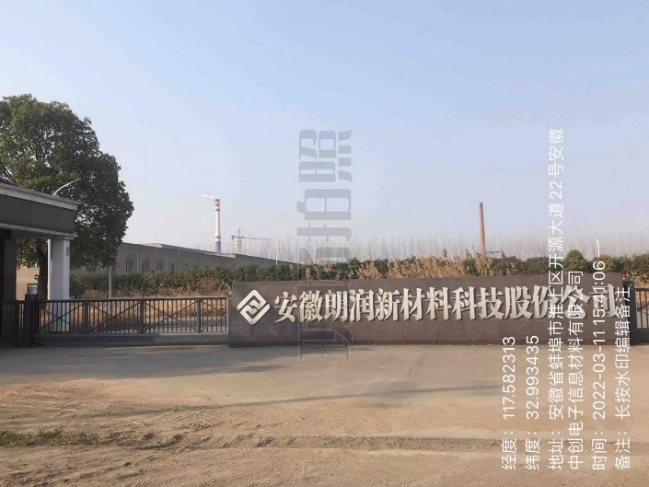 安徽朗润新材料科技股份公司
拍照
经度：117.582313
纬度：32.993435
地址：安徽省蚌埠市淮上区开源大道22号安徽
中创电子信息材料有限公司
时间：2022-03-11 15:41:06
备注：长按水印编辑备注